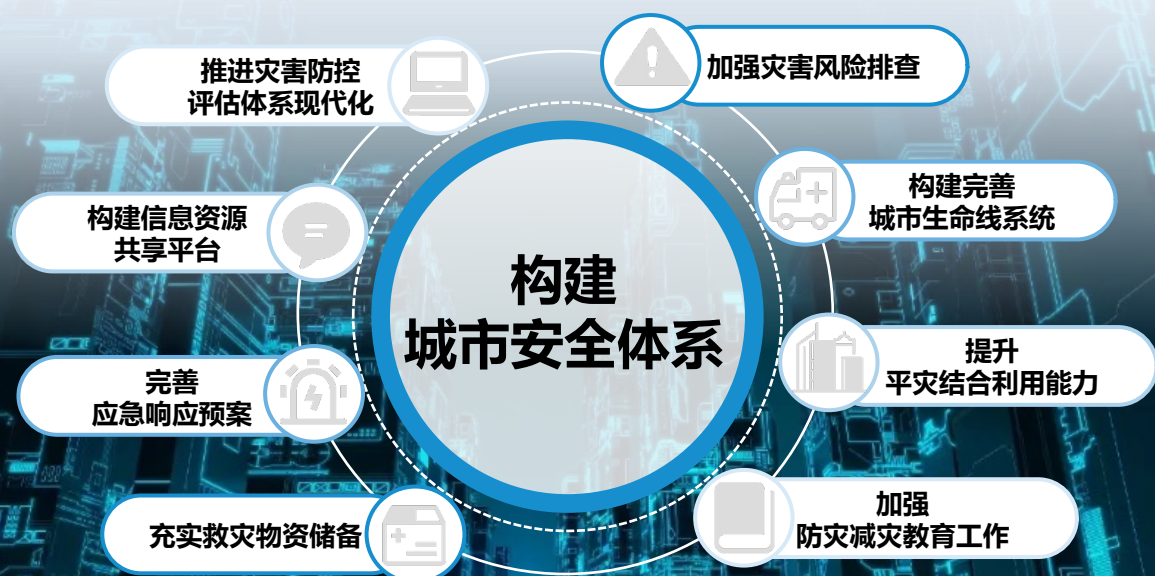 推进灾害防控
评估体系现代化
加强灾害风险排查
构建信息资源
共享平台
构建完善
城市生命线系统
构建
城市安全体系
完善
应急响应预案
提升
平灾结合利用能力
充实救灾物资储备
加强
防灾减灾教育工作